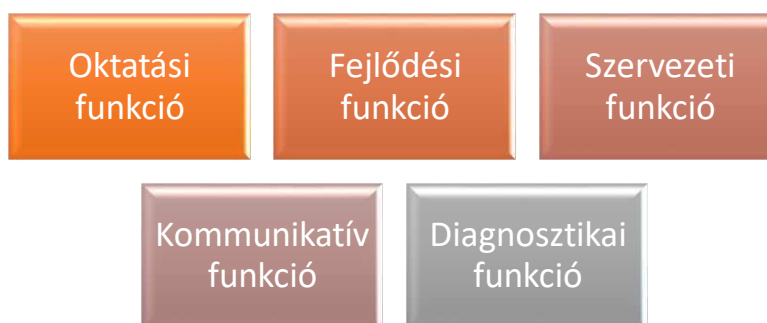 Oktatási
funkció
Fejlődési
funkció
Szervezeti
funkció
Kommunikatív
funkció
Diagnosztikai
funkció